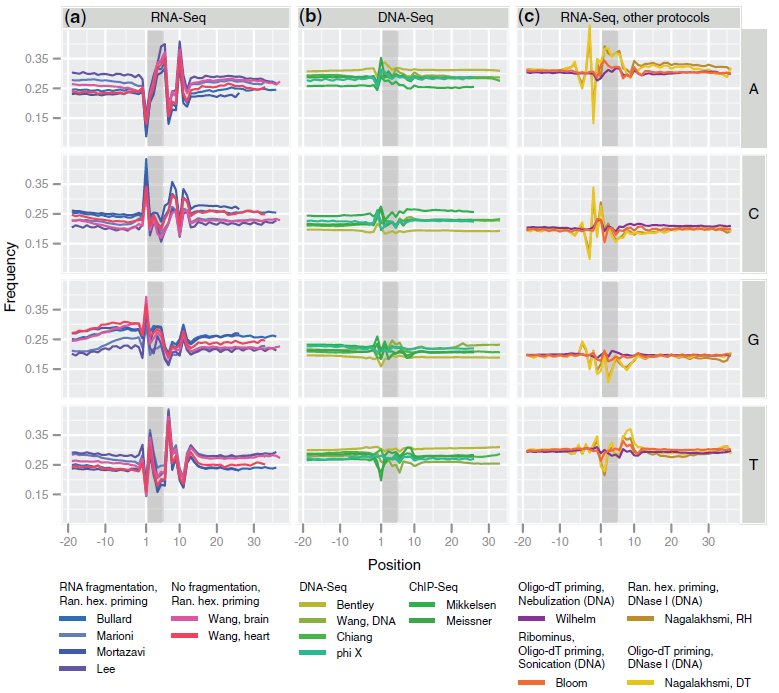 (a) RNA-Seq
(b) DNA-Seq
(c) RNA-Seq, other protocols
0.35
0.25
0.15
A
0.35
0.25
0.15
C
Frequency
0.35
0.25
0.15
G
0.35
0.25
0.15
T
-20 -10 1 10 20 30
-20 -10 1 10 20 30
-20 -10 1 10 20 30
Position
RNA fragmentation,
Ran. hex. priming
Bullard
Marioni
Mortazavi
Lee
No fragmentation,
Ran. hex. priming
Wang, brain
Wang, heart
DNA-Seq
Bentley
Wang, DNA
Chiang
phi X
ChIP-Seq
Mikkelsen
Meissner
Oligo-dT priming,
Nebulization (DNA)
Wilhelm
Ribominus,
Oligo-dT priming,
Sonication (DNA)
Bloom
Ran. hex. priming,
DNase I (DNA)
Nagalakhsmi, RH
Oligo-dT priming,
DNase I (DNA)
Nagalakhsmi, DT